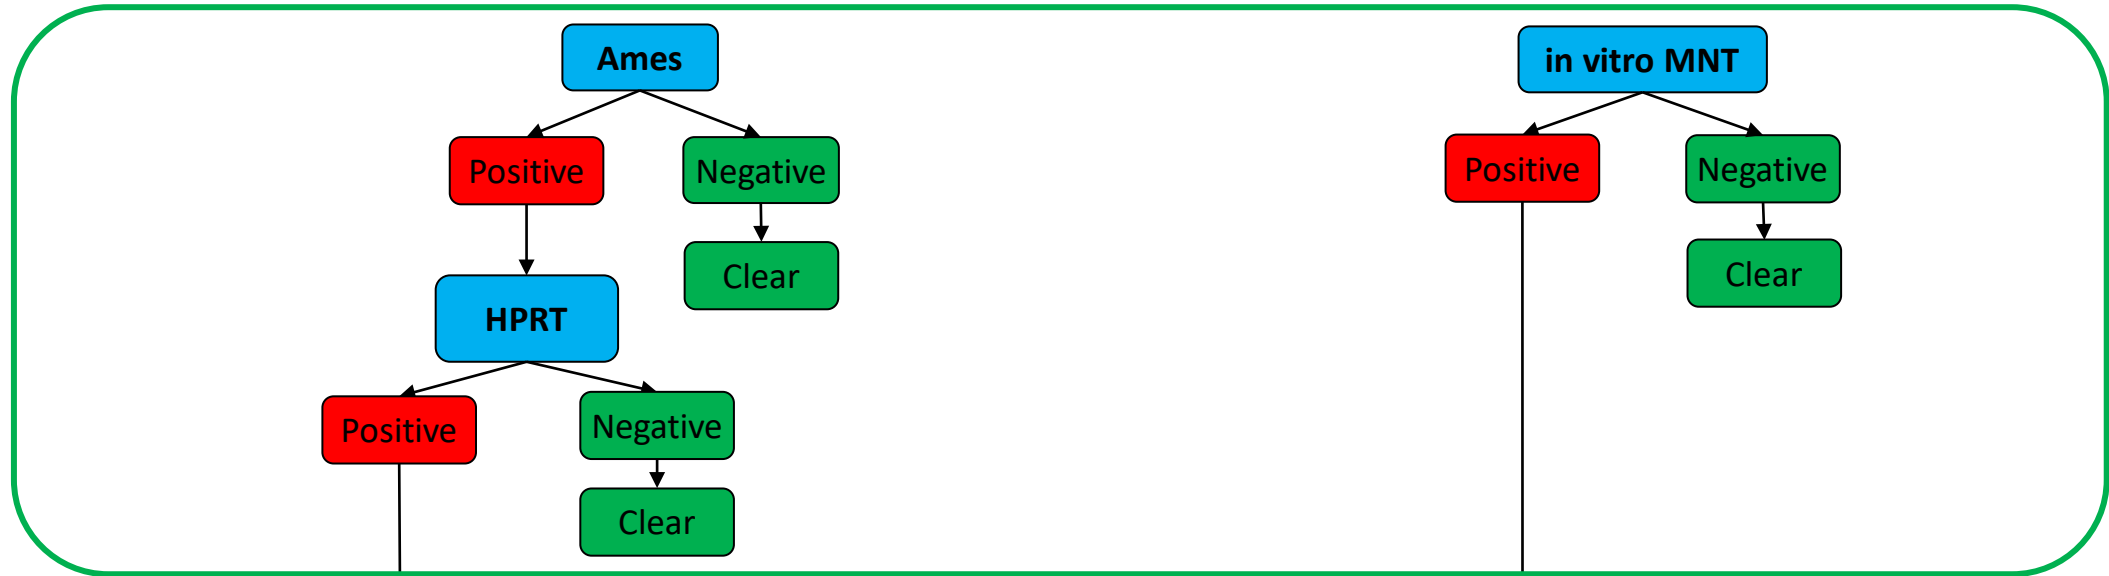 Ames
Positive
Negative
Clear
HPRT
Positive
Negative
Clear
in vitro MNT
Positive
Negative
Clear